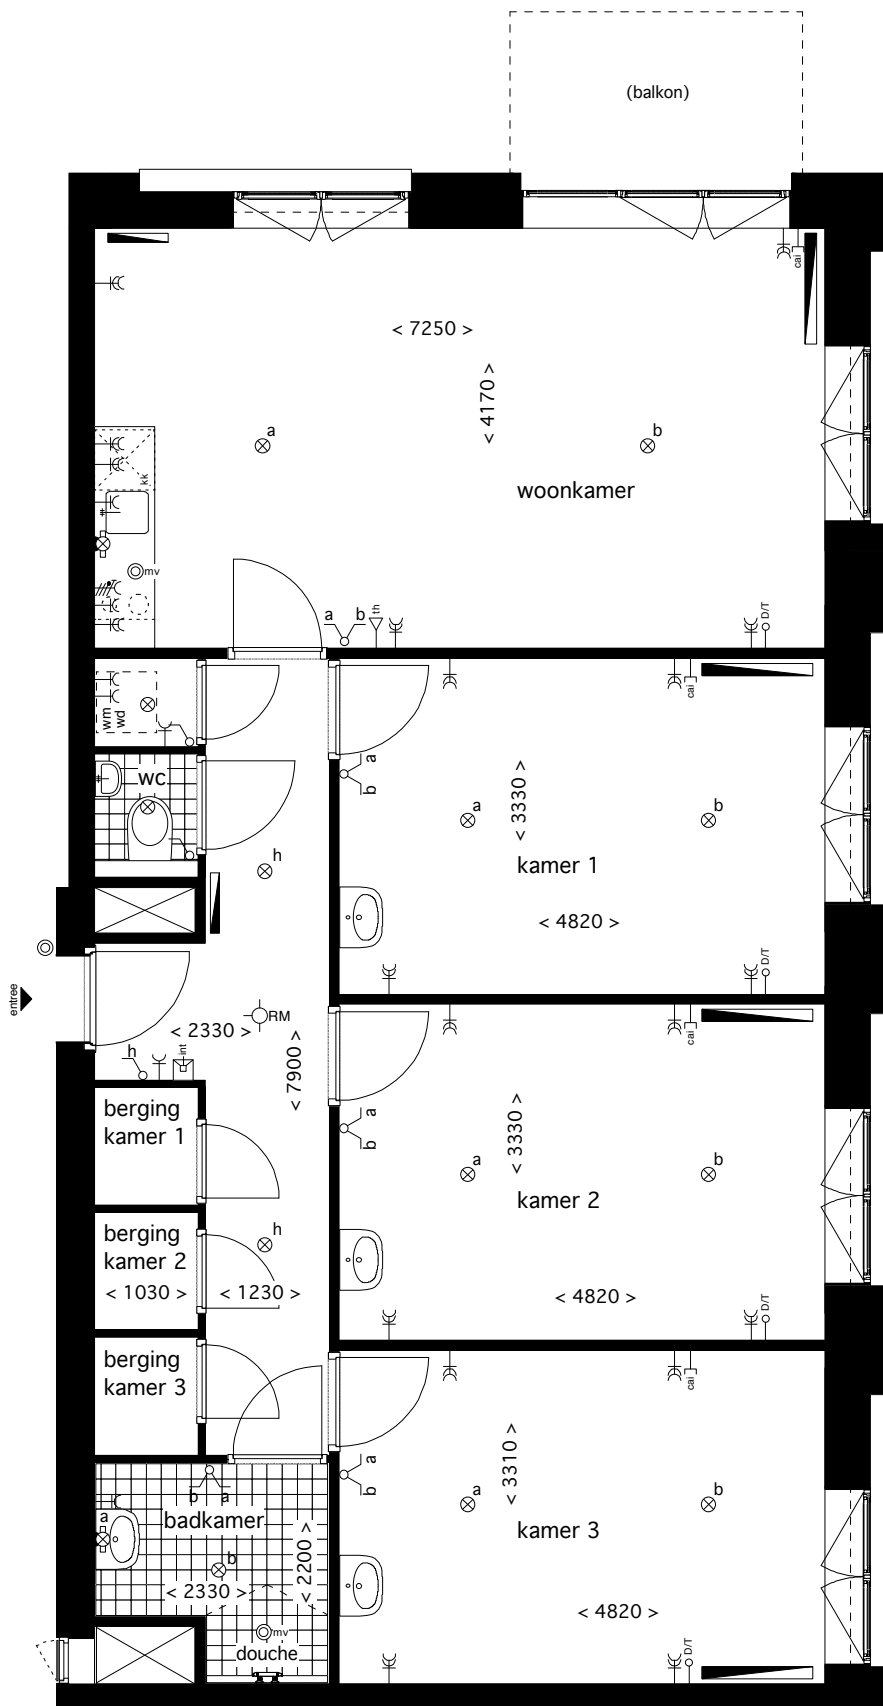 (balkon)
cai
< 7250 >
< 4170 >
a
b
kk
woonkamer
mv
a b
th
D/T
wm
wd
cai
wc
a
b
< 3330 >
a
b
h
kamer 1
< 4820 >
D/T
entree
RM
< 2330 >
h
int
< 7900 >
cai
berging
kamer 1
a
b
< 3330 >
a
b
kamer 2
berging
kamer 2
h
< 1030 >
< 1230 >
< 4820 >
D/T
berging
kamer 3
cai
a
b
< 3310 >
a
b
kamer 3
b a
a
badkamer
b
< 2200 >
< 2330 >
mv
douche
< 4820 >
D/T